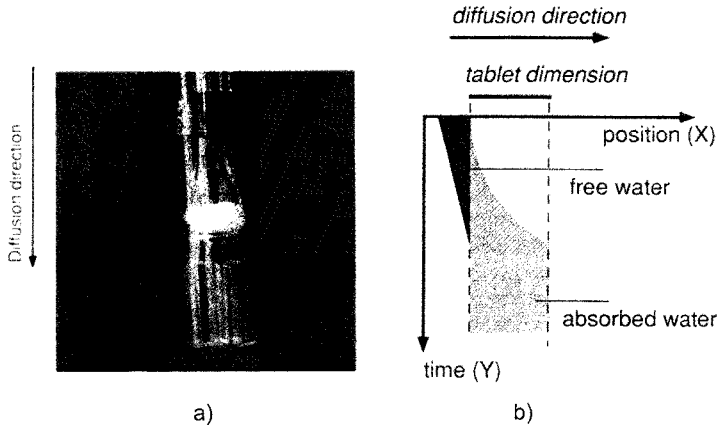 diffusion direction
tablet dimension
position (X)
free water
absorbed water
time (Y)
Diffusion direction
a)
b)